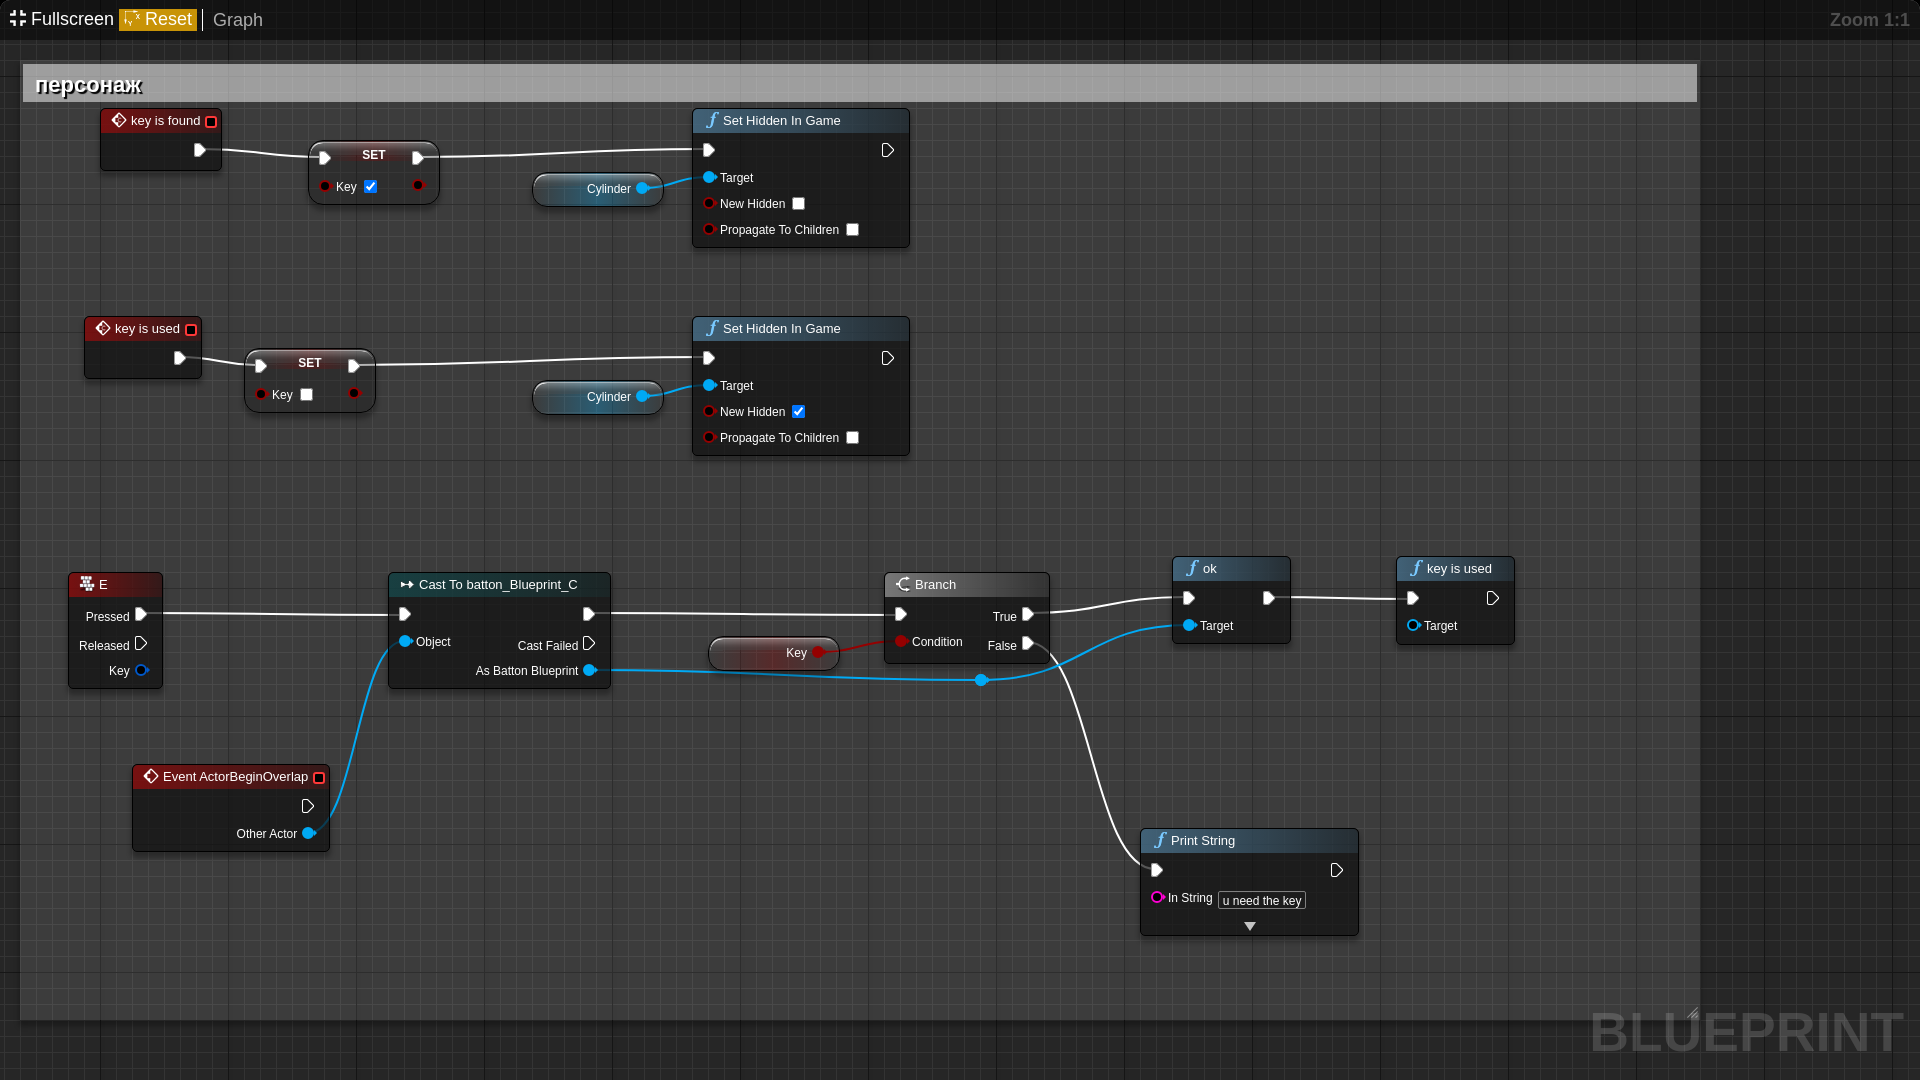 Fullscreen Reset Graph Zoom 1:1
персонаж
key is found
SET
Key
Cylinder
Set Hidden In Game
Target
New Hidden
Propagate To Children
key is used
SET
Key
Cylinder
Set Hidden In Game
Target
New Hidden
Propagate To Children
E
Pressed
Released
Key
Cast To batton_Blueprint_C
Object
Cast Failed
As Batton Blueprint
Key
Branch
True
Condition
False
ok
Target
key is used
Target
Event ActorBeginOverlap
Other Actor
Print String
In String u need the key
BLUEPRINT